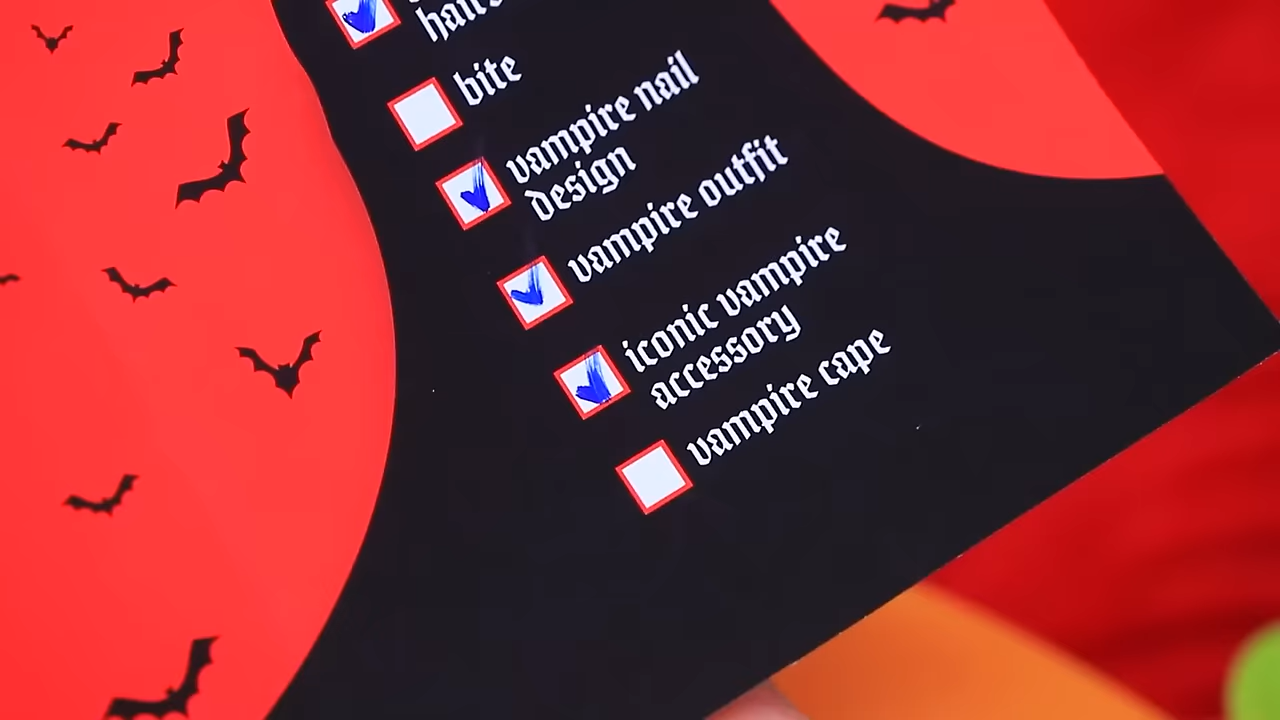 bite
vampire nail
design
vampire outfit
iconic vampire
accessory
vampire cape